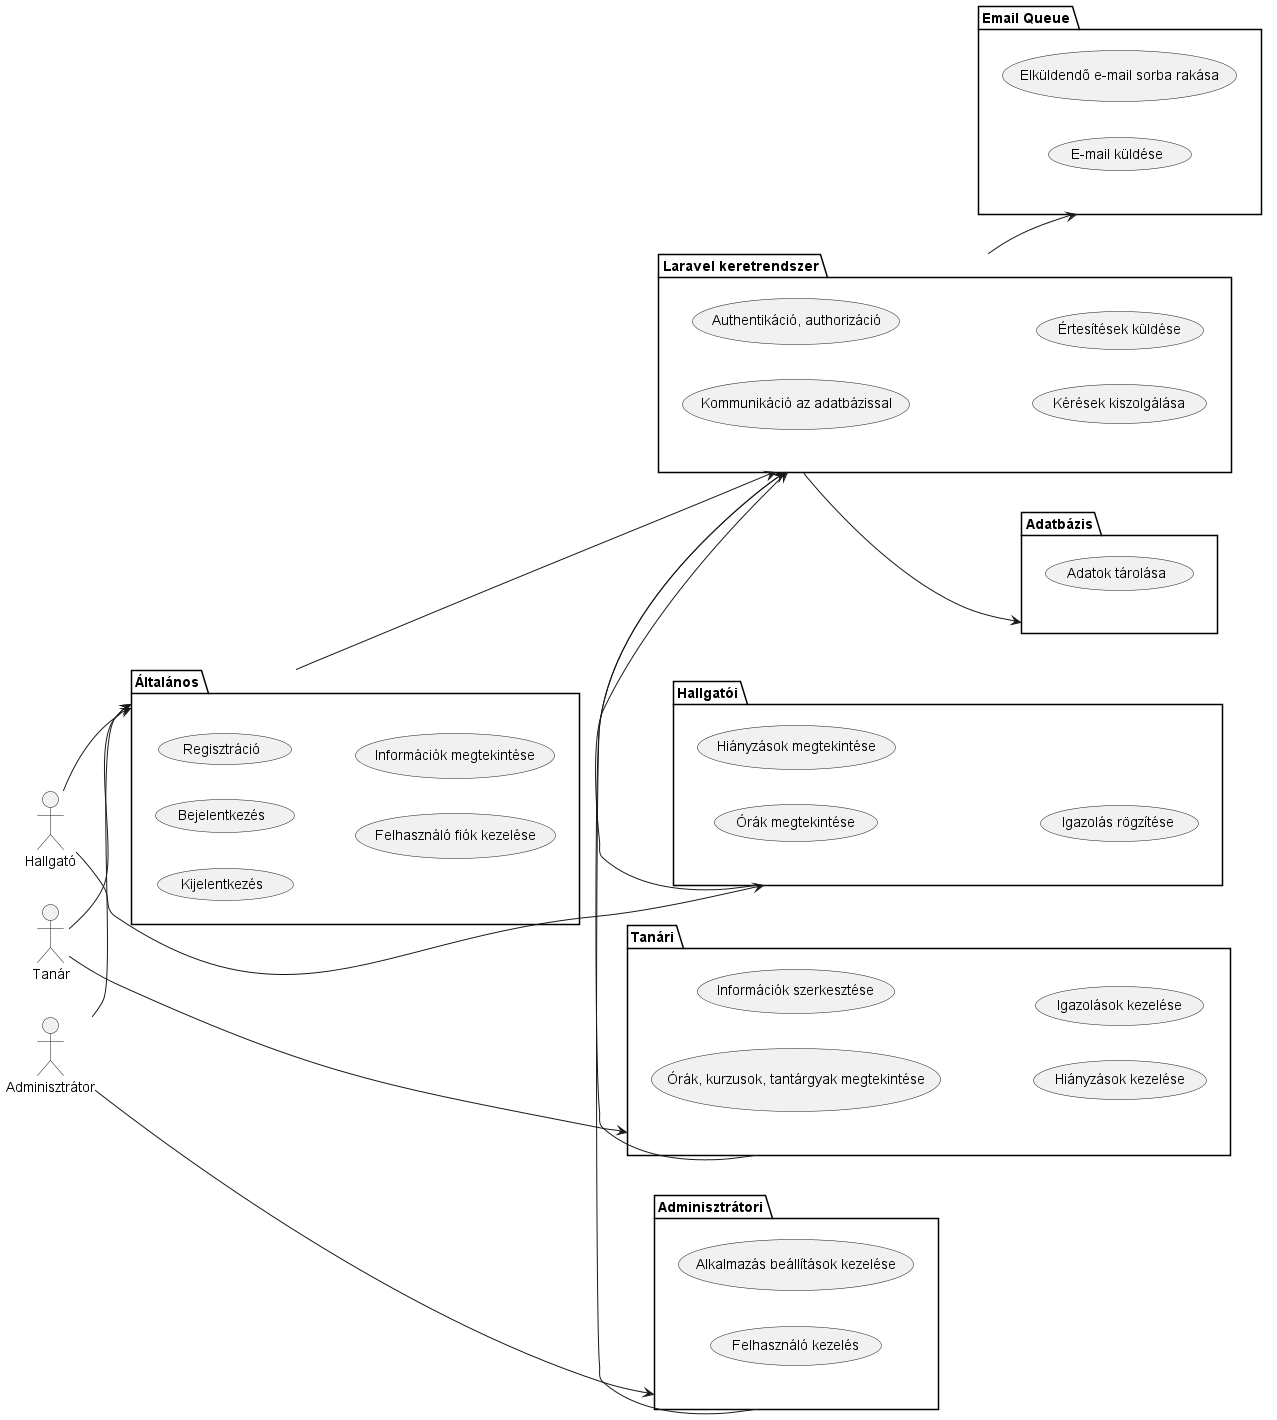 Email Queue
Elküldendő e-mail sorba rakása
E-mail küldése
Laravel keretrendszer
Authentikáció, authorizáció
Értesítések küldése
Kommunikáció az adatbázissal
Kérések kiszolgálása
Adatbázis
Adatok tárolása
Általános
Regisztráció
Információk megtekintése
Bejelentkezés
Felhasználó fiók kezelése
Kijelentkezés
Hallgatói
Hiányzások megtekintése
Órák megtekintése
Igazolás rögzítése
Hallgató
Tanár
Adminisztrátor
Tanári
Információk szerkesztése
Igazolások kezelése
Órák, kurzusok, tantárgyak megtekintése
Hiányzások kezelése
Adminisztrátori
Alkalmazás beállítások kezelése
Felhasználó kezelés